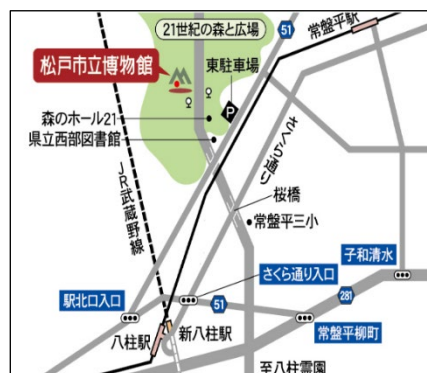 21世紀の森と広場
51
常盤平駅
松戸市立博物館
東駐車場
P
森のホール21
県立西部図書館
さくら通り
JR武蔵野線
桜橋
常盤平三小
子和清水
さくら通り入口
駅北口入口
51
281
八柱駅
新八柱駅
常盤平柳町
至八柱霊園